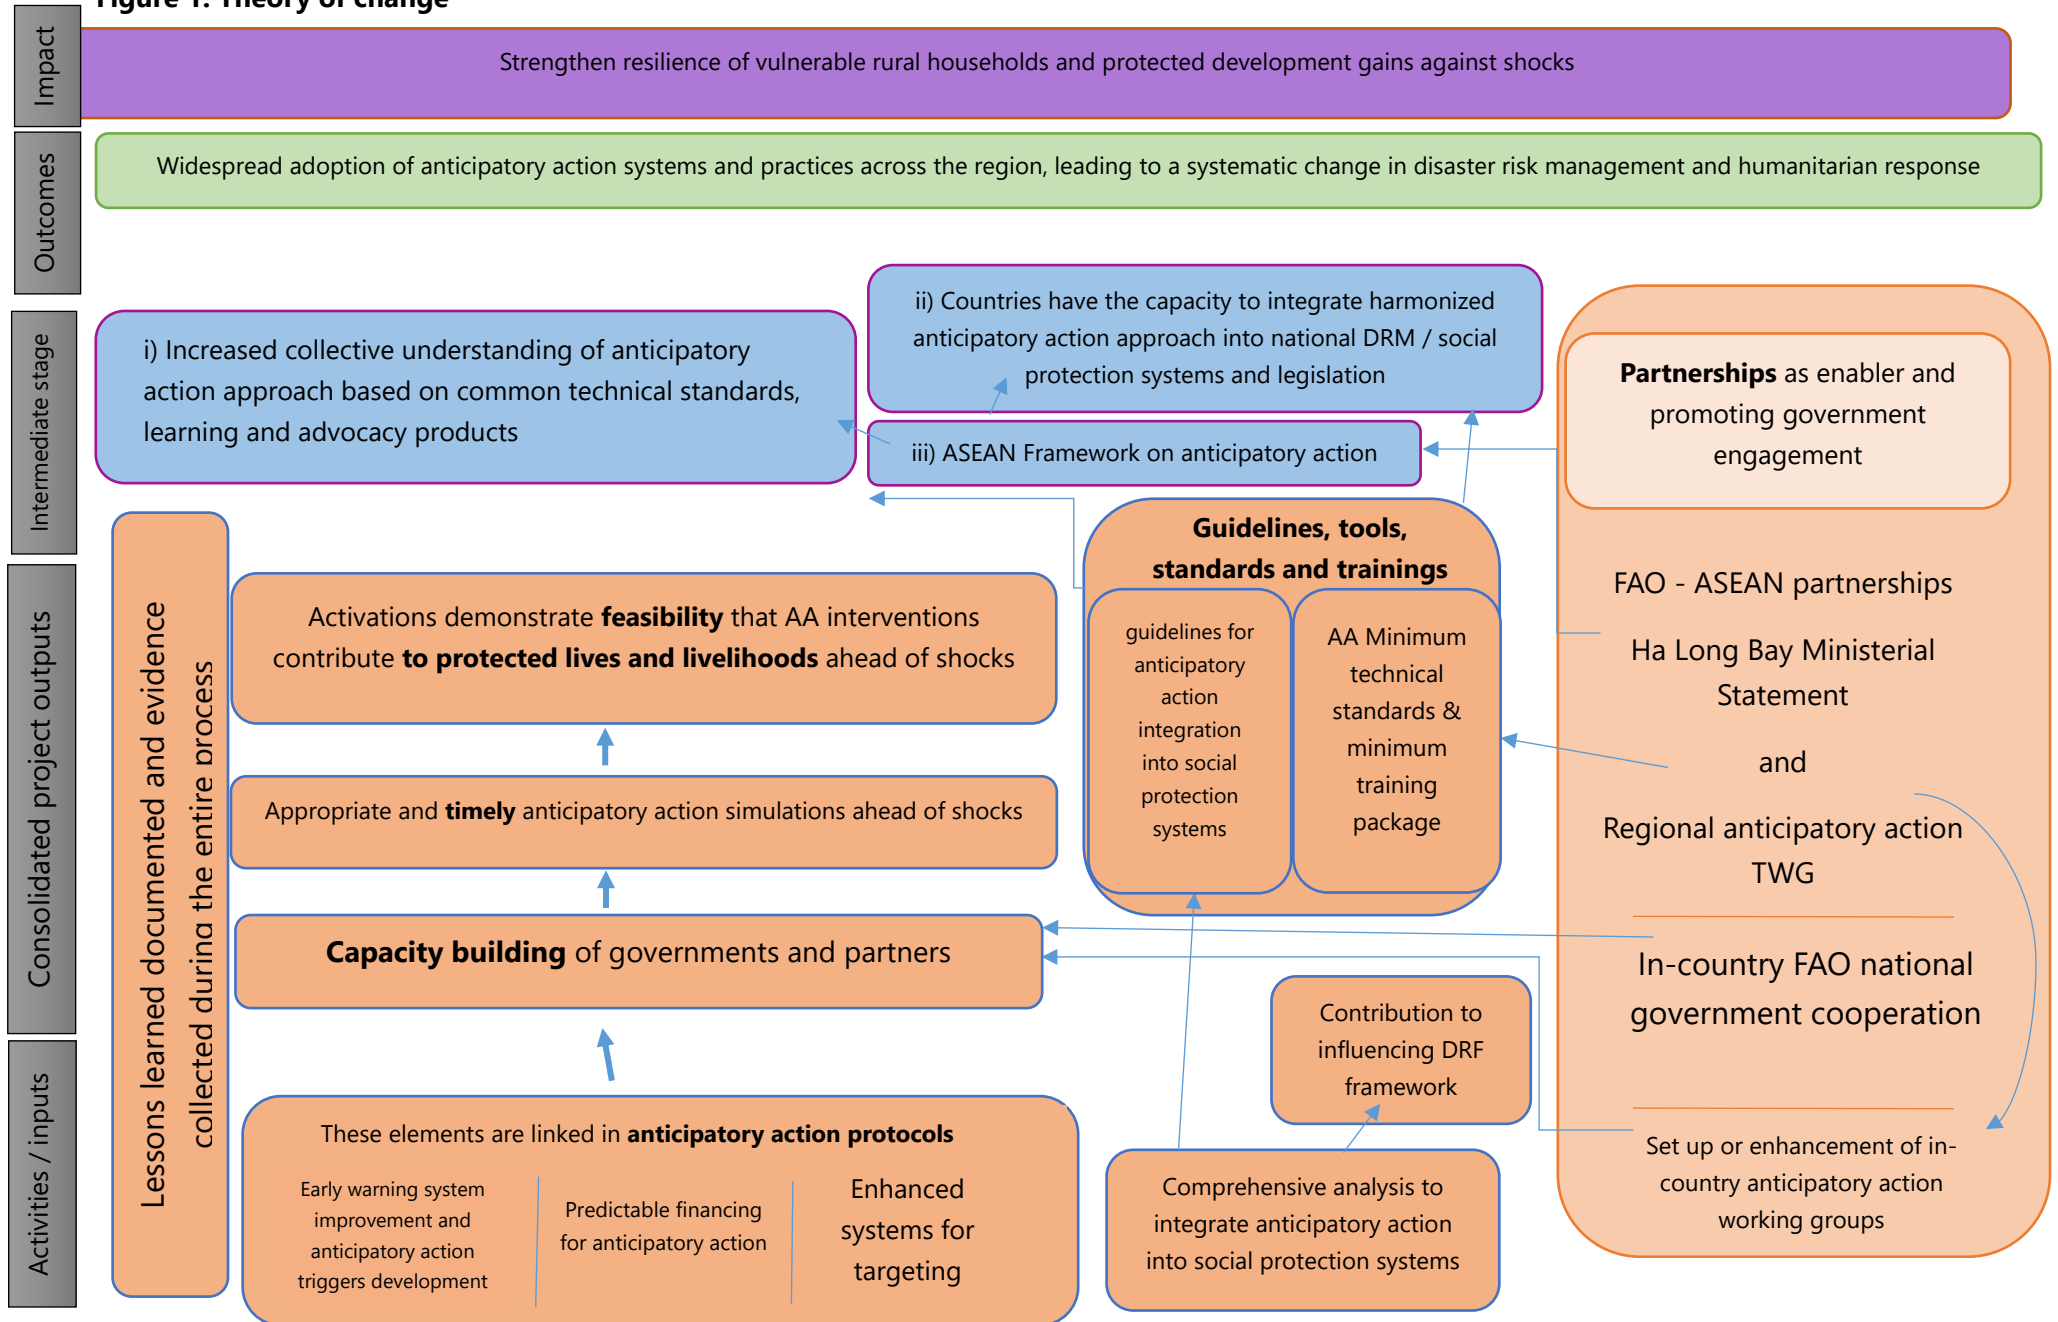 Figure 1: Theory of change
Impact
Strengthen resilience of vulnerable rural households and protected development gains against shocks
Outcomes
Widespread adoption of anticipatory action systems and practices across the region, leading to a systematic change in disaster risk management and humanitarian response
Intermediate stage
i) Increased collective understanding of anticipatory
action approach based on common technical standards,
learning and advocacy products
ii) Countries have the capacity to integrate harmonized
anticipatory action approach into national DRM / social
protection systems and legislation
iii) ASEAN Framework on anticipatory action
Partnerships as enabler and
promoting government
engagement
FAO - ASEAN partnerships
Ha Long Bay Ministerial
Statement
and
Regional anticipatory action
TWG
In-country FAO national
government cooperation
Set up or enhancement of in-
country anticipatory action
working groups
Consolidated project outputs
Lessons learned documented and evidence
collected during the entire process
Activations demonstrate feasibility that AA interventions
contribute to protected lives and livelihoods ahead of shocks
Appropriate and timely anticipatory action simulations ahead of shocks
Capacity building of governments and partners
Guidelines, tools,
standards and trainings
guidelines for
anticipatory
action
integration
into social
protection
systems
AA Minimum
technical
standards &
minimum
training
package
Contribution to
influencing DRF
framework
Activities / inputs
These elements are linked in anticipatory action protocols
Early warning system
improvement and
anticipatory action
triggers development
Predictable financing
for anticipatory action
Enhanced
systems for
targeting
Comprehensive analysis to
integrate anticipatory action
into social protection systems